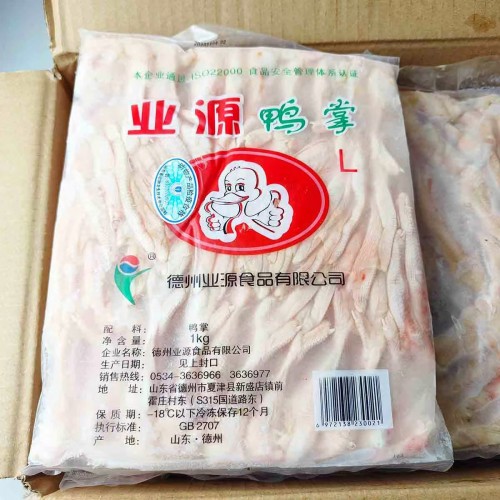 本企业通过ISO22000 食品安全管理体系认证
业源鸭掌
L
®
德州业源食品有限公司
配 料: 鸭掌
净含量: 1kg
企业名称: 德州业源食品有限公司
生产日期: 见上封口
销售热线: 0534-3636966 3636977
地 址: 山东省德州市夏津县新盛店镇前
霍庄村东(S315国道路东)
保 质 期: -18℃以下冷冻保存12个月
执行标准: GB 2707
产 地: 山东·德州
6 972138 230021